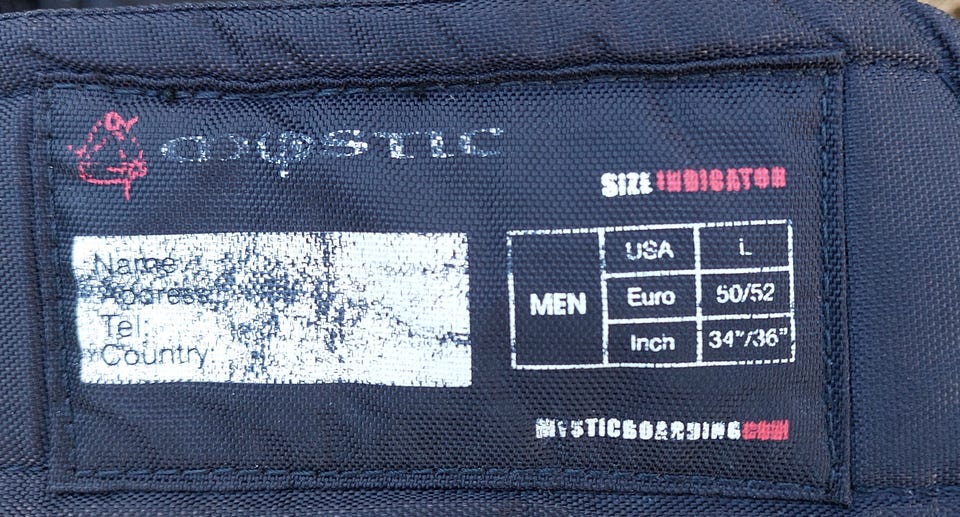 mystic
SIZE INDICATOR
Name:
Address:
Tel:
Country:
MEN
USA L
Euro 50/52
Inch 34"/36"
MYSTICBOARDING.COM